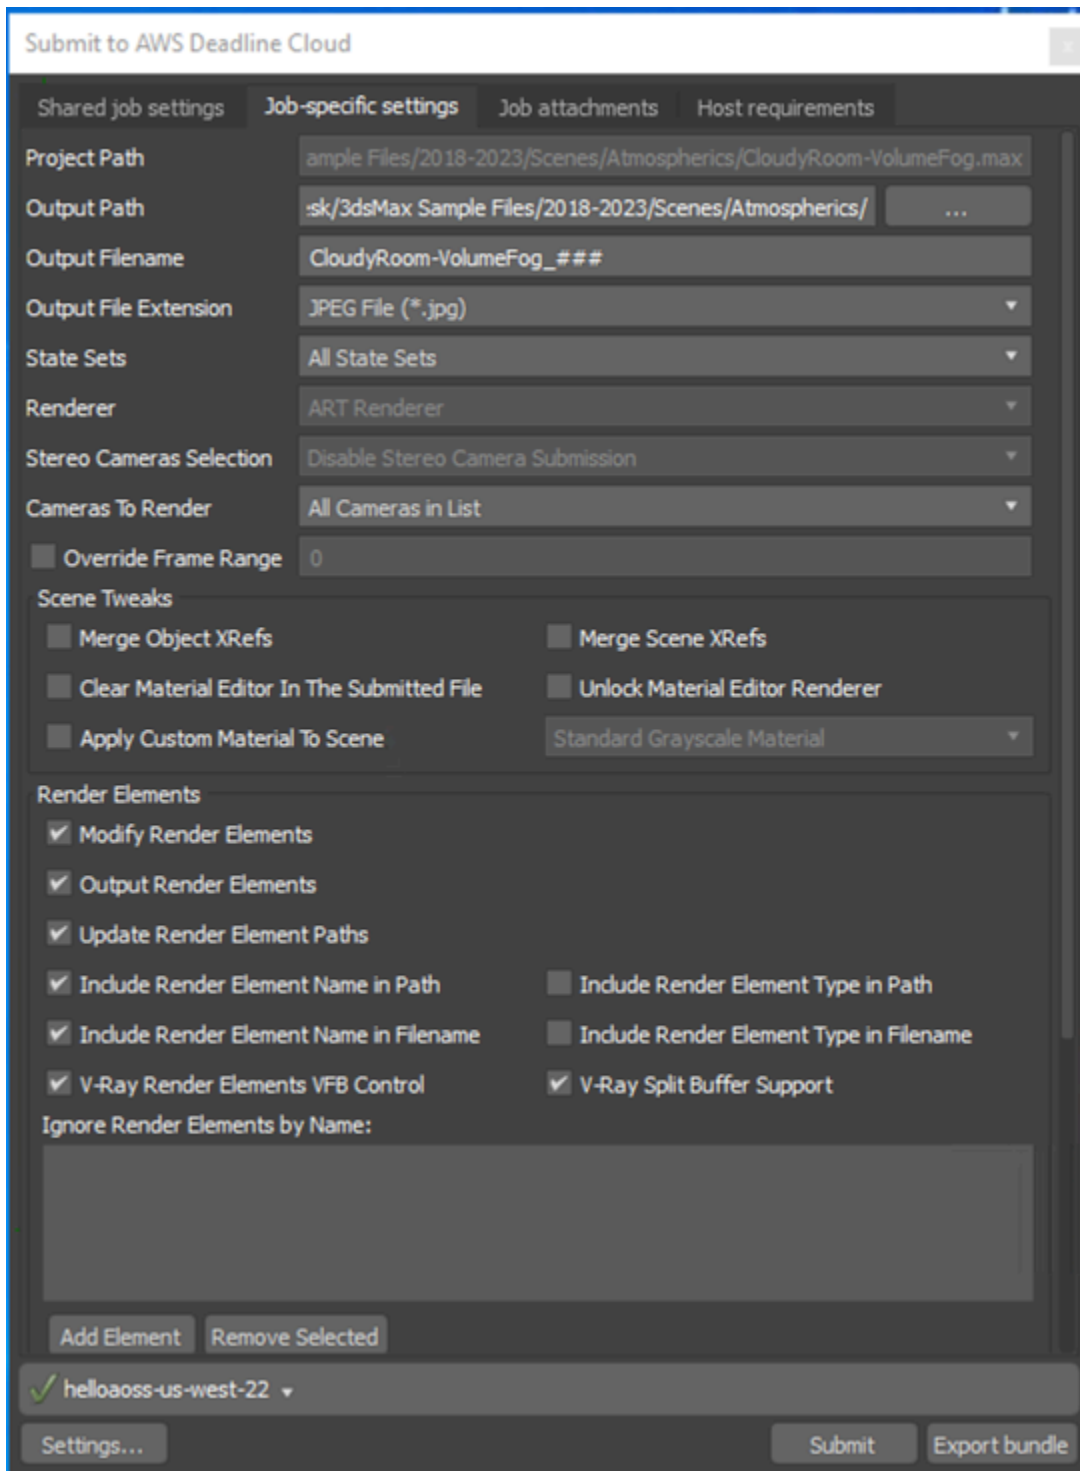 Submit to AWS Deadline Cloud
x
Shared job settings Job-specific settings Job attachments Host requirements
Project Path ample Files/2018-2023/Scenes/Atmospherics/CloudyRoom-VolumeFog.max
Output Path sk/3dsMax Sample Files/2018-2023/Scenes/Atmospherics/ ...
Output Filename CloudyRoom-VolumeFog_###
Output File Extension JPEG File (*.jpg)
State Sets All State Sets
Renderer ART Renderer
Stereo Cameras Selection Disable Stereo Camera Submission
Cameras To Render All Cameras in List
Override Frame Range 0
Scene Tweaks
Merge Object XRefs Merge Scene XRefs
Clear Material Editor In The Submitted File Unlock Material Editor Renderer
Apply Custom Material To Scene Standard Grayscale Material
Render Elements
Modify Render Elements
Output Render Elements
Update Render Element Paths
Include Render Element Name in Path Include Render Element Type in Path
Include Render Element Name in Filename Include Render Element Type in Filename
V-Ray Render Elements VFB Control V-Ray Split Buffer Support
Ignore Render Elements by Name:
Add Element Remove Selected
helloaoss-us-west-22
Settings... Submit Export bundle